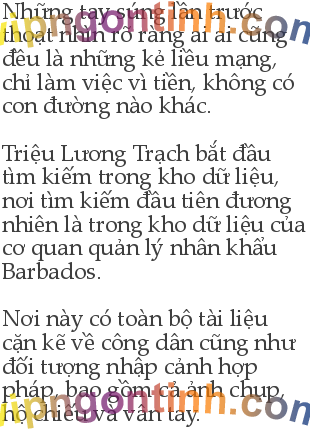 Những tay súng lần trước
thoạt nhìn rõ ràng ai ai cũng
đều là những kẻ liều mạng,
chỉ làm việc vì tiền, không có
con đường nào khác.
Triệu Lương Trạch bắt đầu
tìm kiếm trong kho dữ liệu,
nơi tìm kiếm đầu tiên đương
nhiên là trong kho dữ liệu của
cơ quan quản lý nhân khẩu
Barbados.
Nơi này có toàn bộ tài liệu
cặn kẽ về công dân cũng như
đối tượng nhập cảnh hợp
pháp, bao gồm cả ảnh chụp,
hộ chiếu và vân tay.